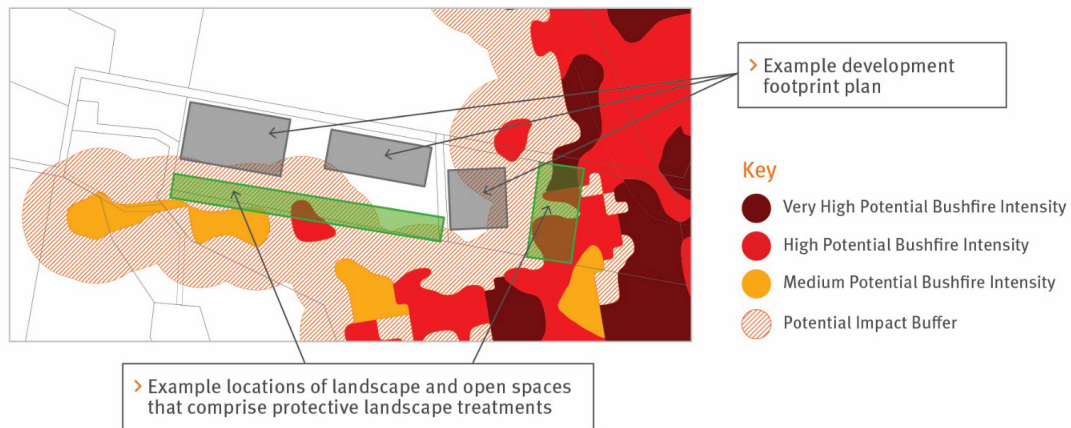 > Example development
footprint plan
Key
Very High Potential Bushfire Intensity
High Potential Bushfire Intensity
Medium Potential Bushfire Intensity
Potential Impact Buffer
> Example locations of landscape and open spaces
that comprise protective landscape treatments